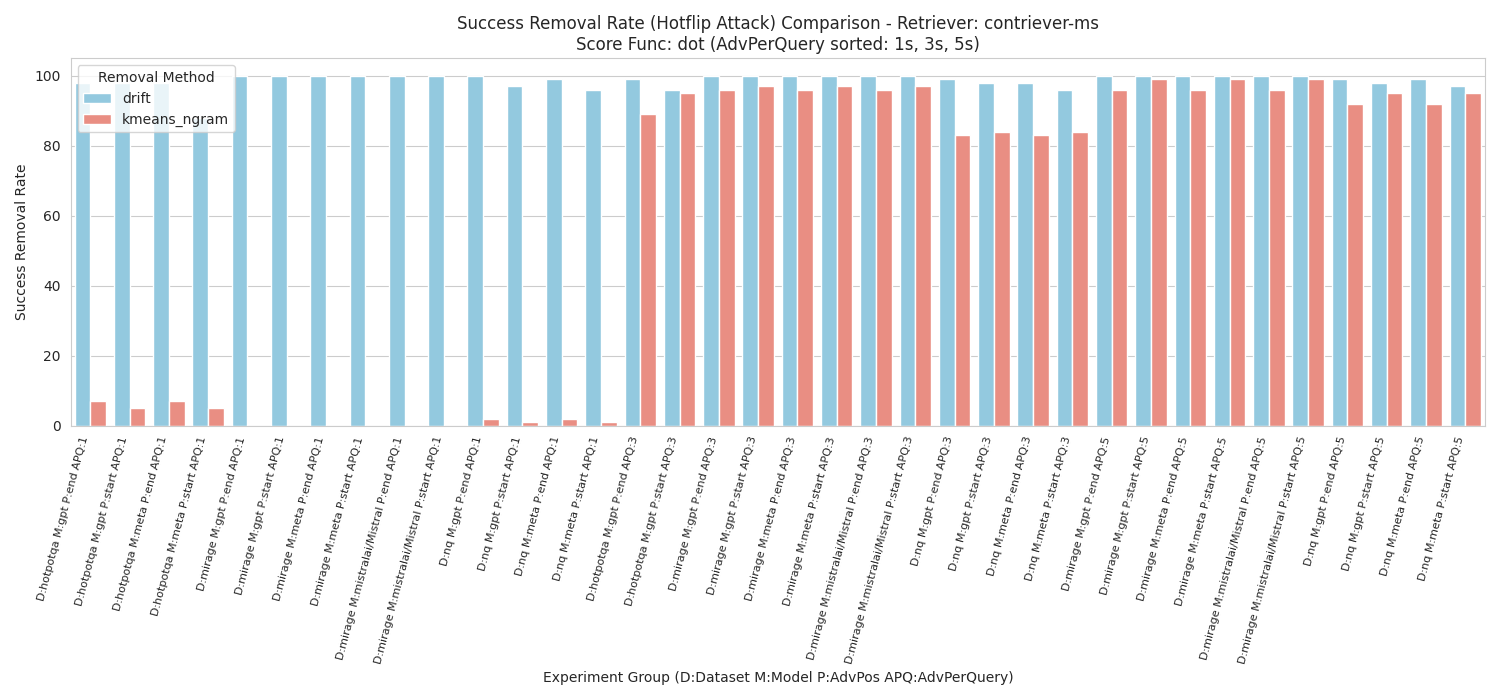 Success Removal Rate (Hotflip Attack) Comparison - Retriever: contriever-ms
Score Func: dot (AdvPerQuery sorted: 1s, 3s, 5s)
Removal Method
drift
kmeans_ngram
Success Removal Rate
100
80
60
40
20
0
D:hotpotqa M:gpt P:end APQ:1
D:hotpotqa M:gpt P:start APQ:1
D:hotpotqa M:meta P:end APQ:1
D:hotpotqa M:meta P:start APQ:1
D:mirage M:gpt P:end APQ:1
D:mirage M:gpt P:start APQ:1
D:mirage M:meta P:end APQ:1
D:mirage M:meta P:start APQ:1
D:mirage M:mistralai/Mistral P:end APQ:1
D:mirage M:mistralai/Mistral P:start APQ:1
D:nq M:gpt P:end APQ:1
D:nq M:gpt P:start APQ:1
D:nq M:meta P:end APQ:1
D:nq M:meta P:start APQ:1
D:hotpotqa M:gpt P:end APQ:3
D:hotpotqa M:gpt P:start APQ:3
D:mirage M:gpt P:end APQ:3
D:mirage M:gpt P:start APQ:3
D:mirage M:meta P:end APQ:3
D:mirage M:meta P:start APQ:3
D:mirage M:mistralai/Mistral P:end APQ:3
D:mirage M:mistralai/Mistral P:start APQ:3
D:nq M:gpt P:end APQ:3
D:nq M:gpt P:start APQ:3
D:nq M:meta P:end APQ:3
D:nq M:meta P:start APQ:3
D:mirage M:gpt P:end APQ:5
D:mirage M:gpt P:start APQ:5
D:mirage M:meta P:end APQ:5
D:mirage M:meta P:start APQ:5
D:mirage M:mistralai/Mistral P:end APQ:5
D:mirage M:mistralai/Mistral P:start APQ:5
D:nq M:gpt P:end APQ:5
D:nq M:gpt P:start APQ:5
D:nq M:meta P:end APQ:5
D:nq M:meta P:start APQ:5
Experiment Group (D:Dataset M:Model P:AdvPos APQ:AdvPerQuery)